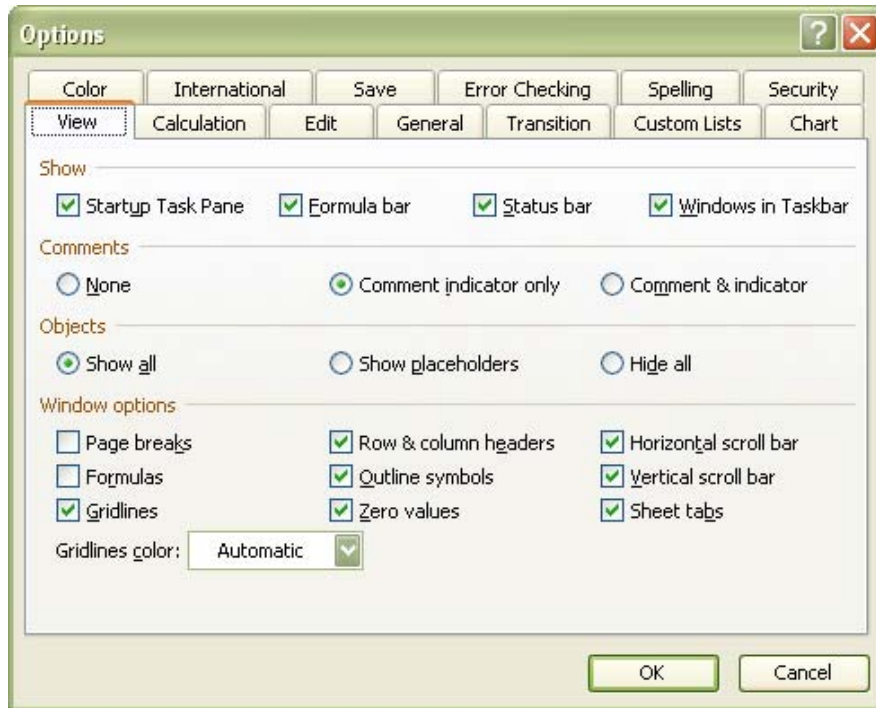 Options
Color International Save Error Checking Spelling Security
View Calculation Edit General Transition Custom Lists Chart
Show
Startup Task Pane Formula bar Status bar Windows in Taskbar
Comments
None Comment indicator only Comment & indicator
Objects
Show all Show placeholders Hide all
Window options
Page breaks Row & column headers Horizontal scroll bar
Formulas Outline symbols Vertical scroll bar
Gridlines Zero values Sheet tabs
Gridlines color: Automatic
OK Cancel